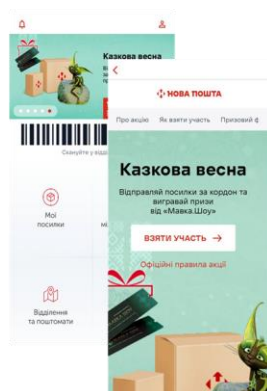 Казкова весна
Скануйте у відд
Мої
посилки
Відділення
та поштомати
НОВА ПОШТА
Про акцію Як взяти участь Призовий ф
Казкова весна
Відправляй посилки за кордон та
вигравай призи
від «Мавка.Шоу»
ВЗЯТИ УЧАСТЬ →
Офіційні правила акції